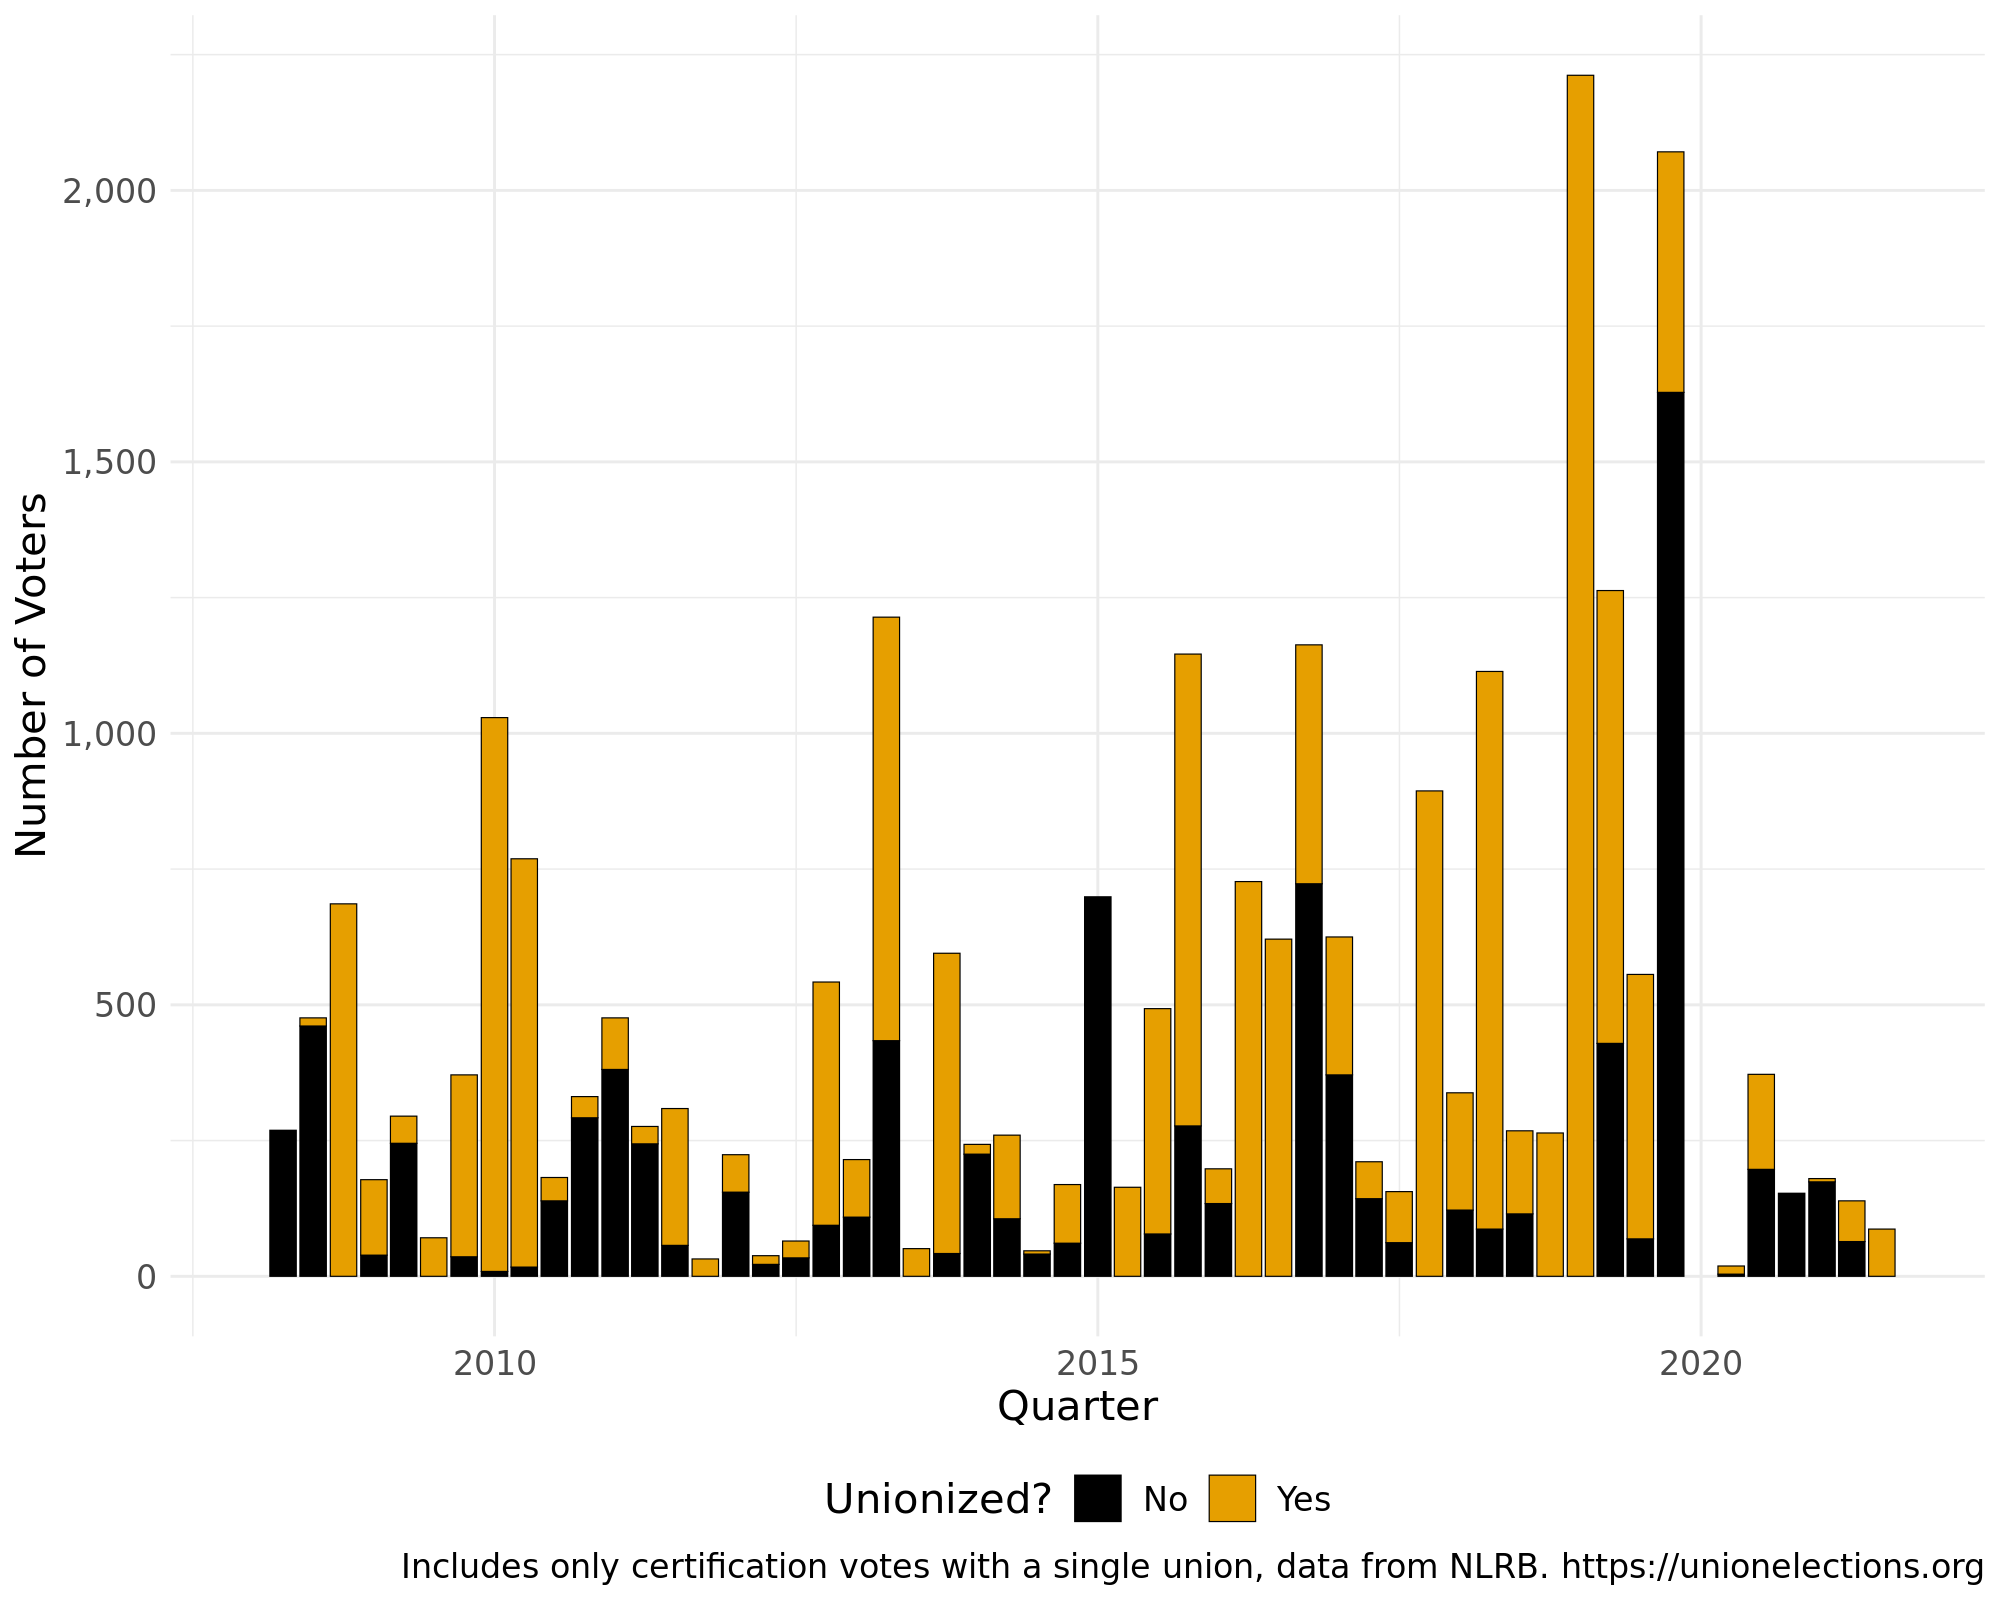 2,000
1,500
1,000
500
0
Number of Voters
2010 2015 2020
Quarter
Unionized? No Yes
Includes only certification votes with a single union, data from NLRB. https://unionelections.org